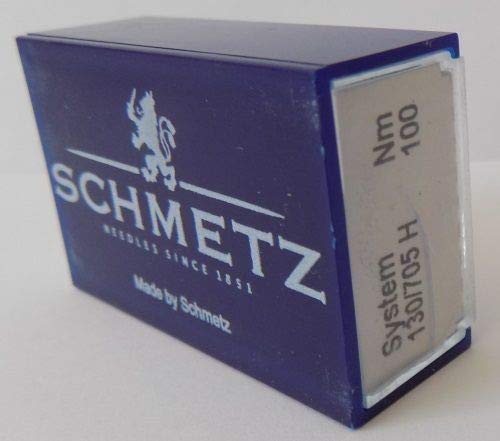 SCHMETZ
NEEDLES SINCE 1851
Made by Schmetz
System Nm
130/705 H 100